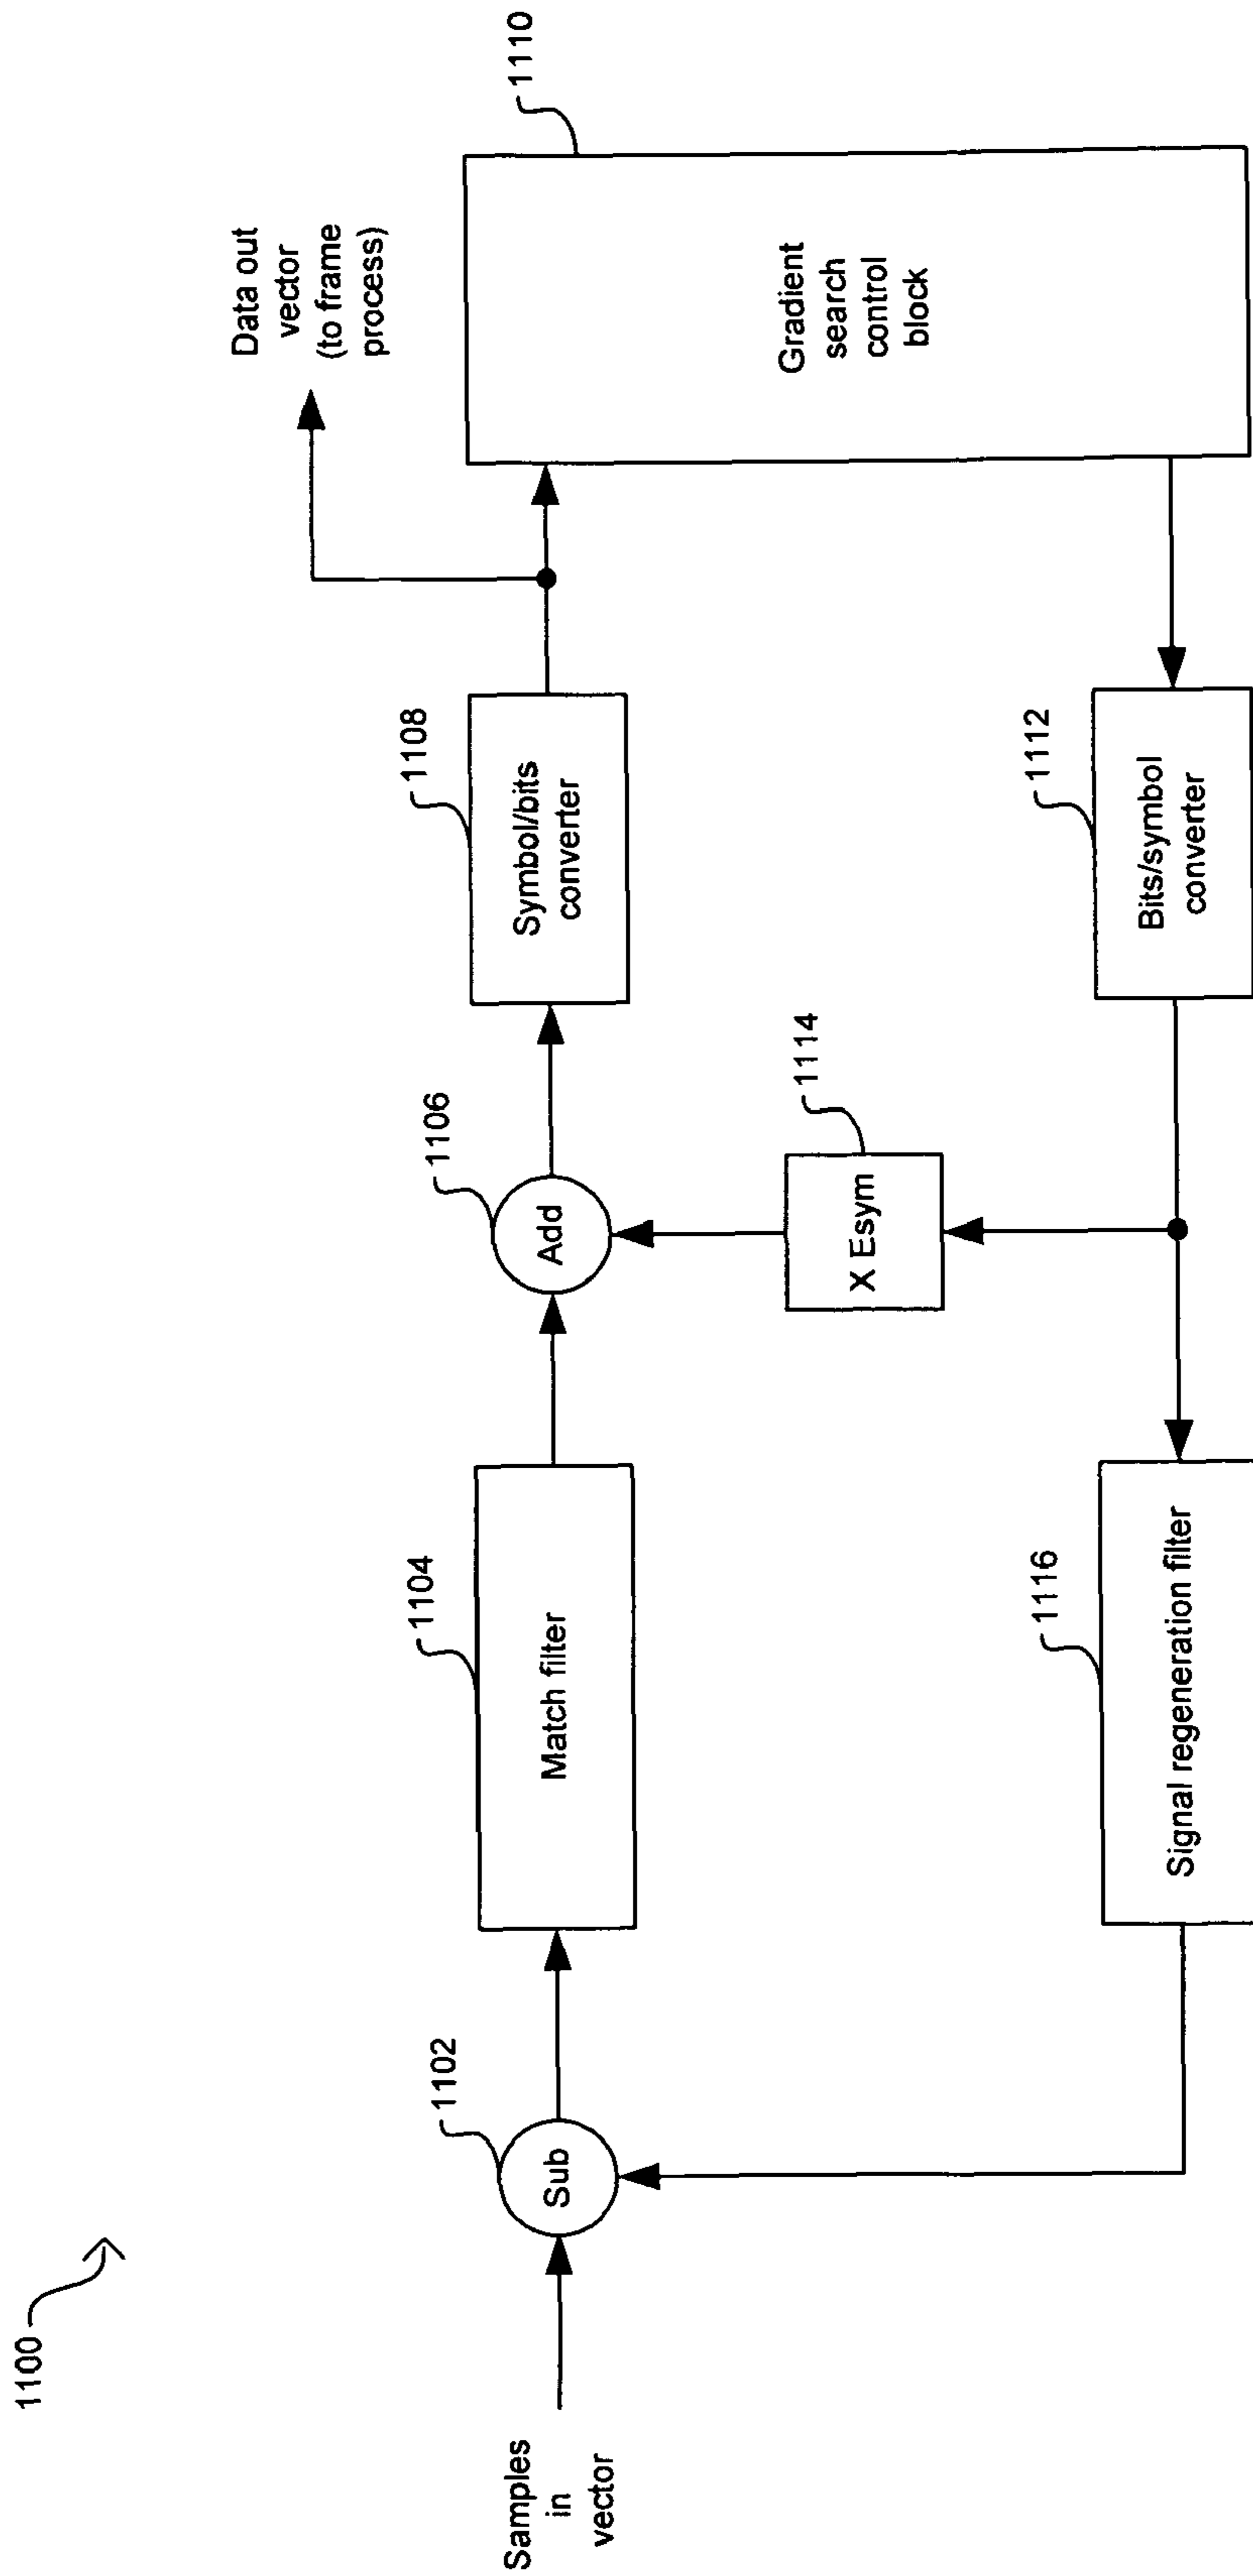 1100
Samples
in
vector
Sub
1102
Match filter
1104
Add
1106
Symbol/bits
converter
1108
Data out
vector
(to frame
process)
Gradient
search
control
block
1110
Bits/symbol
converter
1112
X Esym
1114
Signal regeneration filter
1116